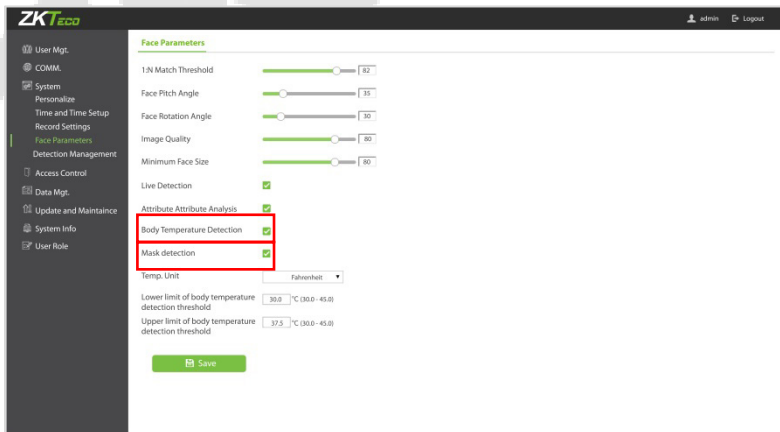 ZKTECO
admin Logout
User Mgt.
COMM.
System
Personalize
Time and Time Setup
Record Settings
Face Parameters
Detection Management
Access Control
Data Mgt.
Update and Maintaince
System Info
User Role
Face Parameters
1:N Match Threshold 82
Face Pitch Angle 35
Face Rotation Angle 30
Image Quality 80
Minimum Face Size 80
Live Detection
Attribute Attribute Analysis
Body Temperature Detection
Mask detection
Temp. Unit Fahrenheit
Lower limit of body temperature 30.0 °C (30.0 - 45.0)
detection threshold
Upper limit of body temperature 37.5 °C (30.0 - 45.0)
detection threshold
Save